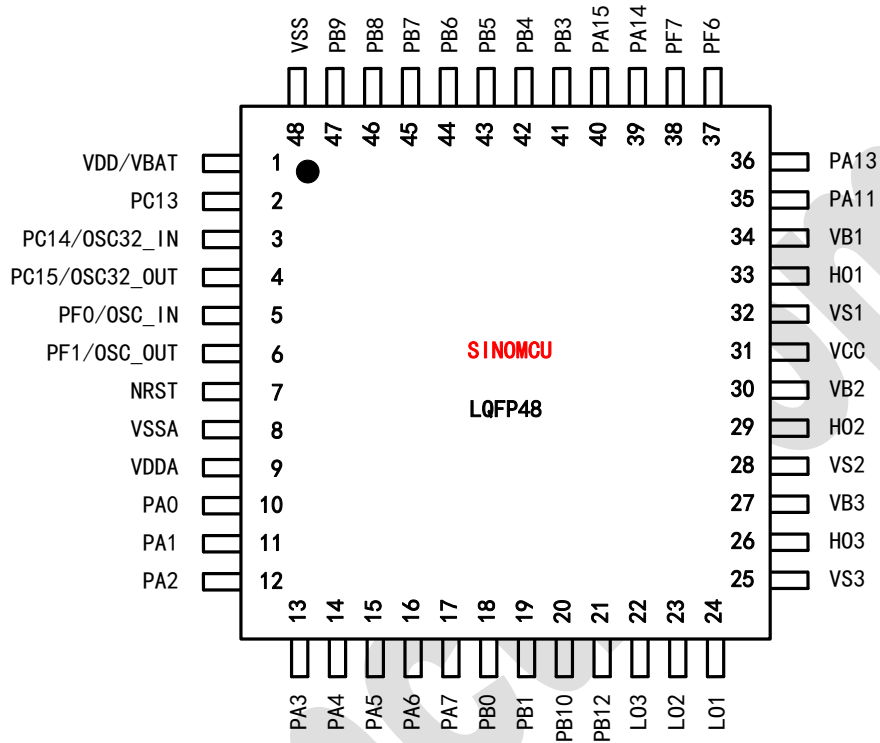 VSS PB9 PB8 PB7 PB6 PB5 PB4 PB3 PA15 PA14 PF7 PF6
48 47 46 45 44 43 42 41 40 39 38 37
VDD/VBAT 1 36 PA13
PC13 2 35 PA11
PC14/OSC32_IN 3 34 VB1
PC15/OSC32_OUT 4 33 HO1
PF0/OSC_IN 5 32 VS1
PF1/OSC_OUT 6 SINOMCU 31 VCC
NRST 7 30 VB2
VSSA 8 LQFP48 29 HO2
VDDA 9 28 VS2
PA0 10 27 VB3
PA1 11 26 HO3
PA2 12 25 VS3
13 14 15 16 17 18 19 20 21 22 23 24
PA3 PA4 PA5 PA6 PA7 PB0 PB1 PB10 PB12 LO3 LO2 LO1